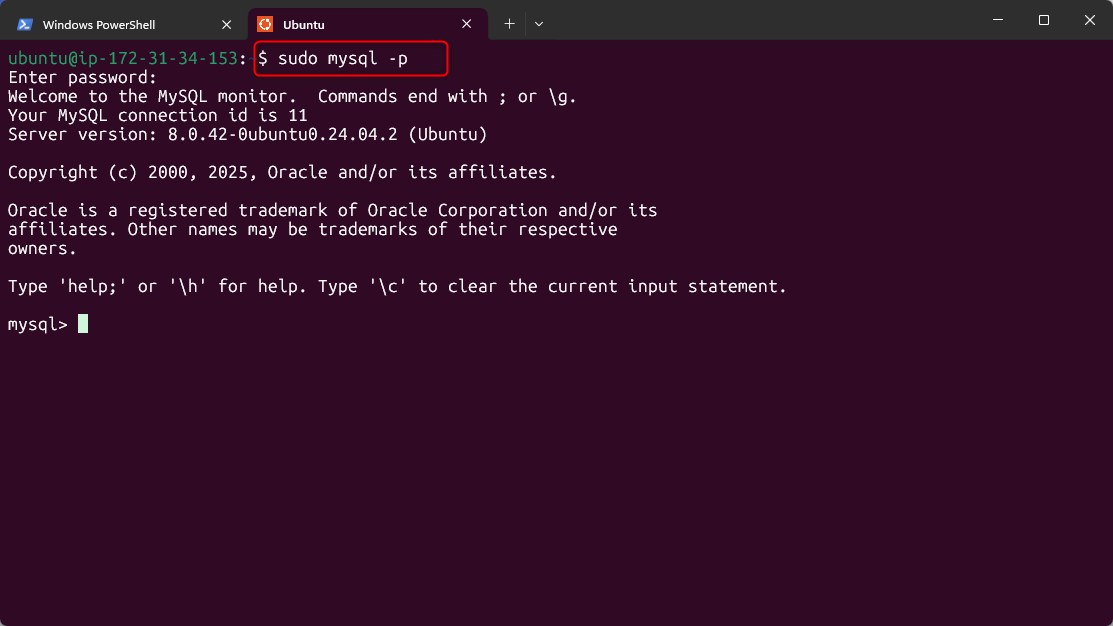 Windows PowerShell
Ubuntu
ubuntu@ip-172-31-34-153:~$ sudo mysql -p
Enter password:
Welcome to the MySQL monitor.  Commands end with ; or \g.
Your MySQL connection id is 11
Server version: 8.0.42-0ubuntu0.24.04.2 (Ubuntu)
Copyright (c) 2000, 2025, Oracle and/or its affiliates.
Oracle is a registered trademark of Oracle Corporation and/or its
affiliates. Other names may be trademarks of their respective
owners.
Type 'help;' or '\h' for help. Type '\c' to clear the current input statement.
mysql>